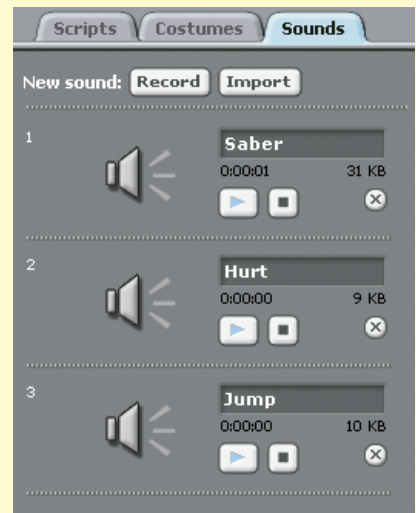 Scripts Costumes Sounds
New sound: Record Import
1
Saber
0:00:01 31 KB
2
Hurt
0:00:00 9 KB
3
Jump
0:00:00 10 KB